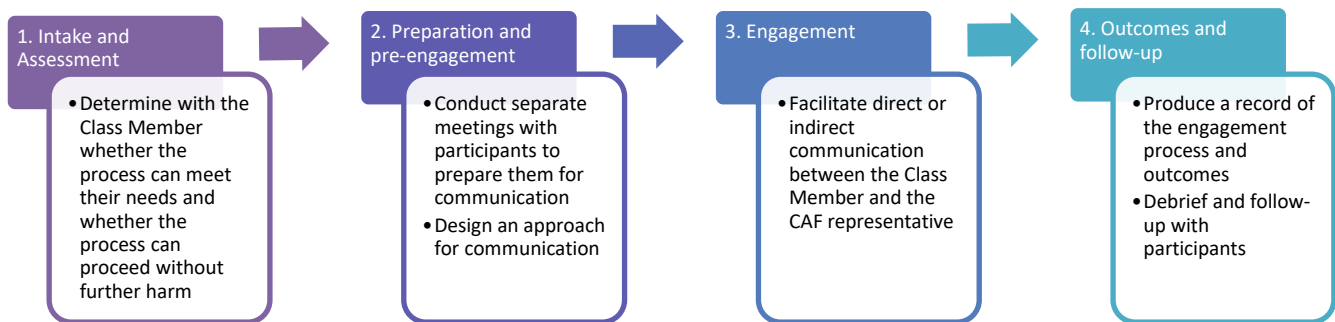 1. Intake and
Assessment
•Determine with the
Class Member
whether the
process can meet
their needs and
whether the
process can
proceed without
further harm
2. Preparation and
pre-engagement
•Conduct separate
meetings with
participants to
prepare them for
communication
•Design an approach
for communication
3. Engagement
•Facilitate direct or
indirect
communication
between the Class
Member and the
CAF representative
4. Outcomes and
follow-up
•Produce a record of
the engagement
process and
outcomes
•Debrief and follow-
up with
participants